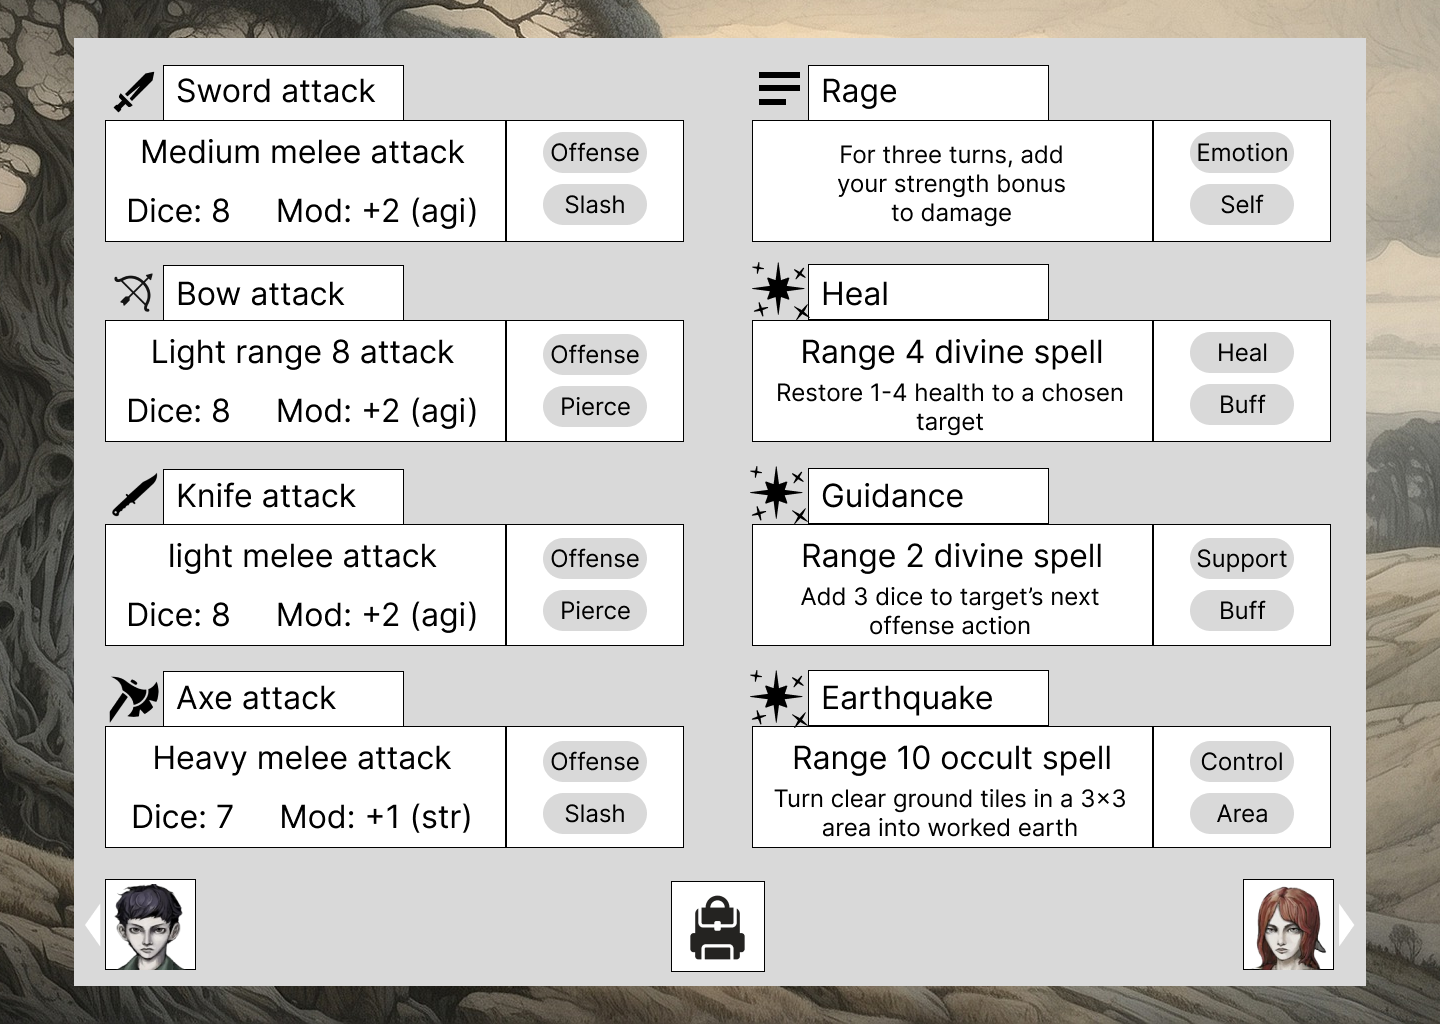 Sword attack
Medium melee attack
Dice: 8 Mod: +2 (agi)
Offense
Slash
Bow attack
Light range 8 attack
Dice: 8 Mod: +2 (agi)
Offense
Pierce
Knife attack
light melee attack
Dice: 8 Mod: +2 (agi)
Offense
Pierce
Axe attack
Heavy melee attack
Dice: 7 Mod: +1 (str)
Offense
Slash
Rage
For three turns, add
your strength bonus
to damage
Emotion
Self
Heal
Range 4 divine spell
Restore 1-4 health to a chosen
target
Heal
Buff
Guidance
Range 2 divine spell
Add 3 dice to target’s next
offense action
Support
Buff
Earthquake
Range 10 occult spell
Turn clear ground tiles in a 3×3
area into worked earth
Control
Area